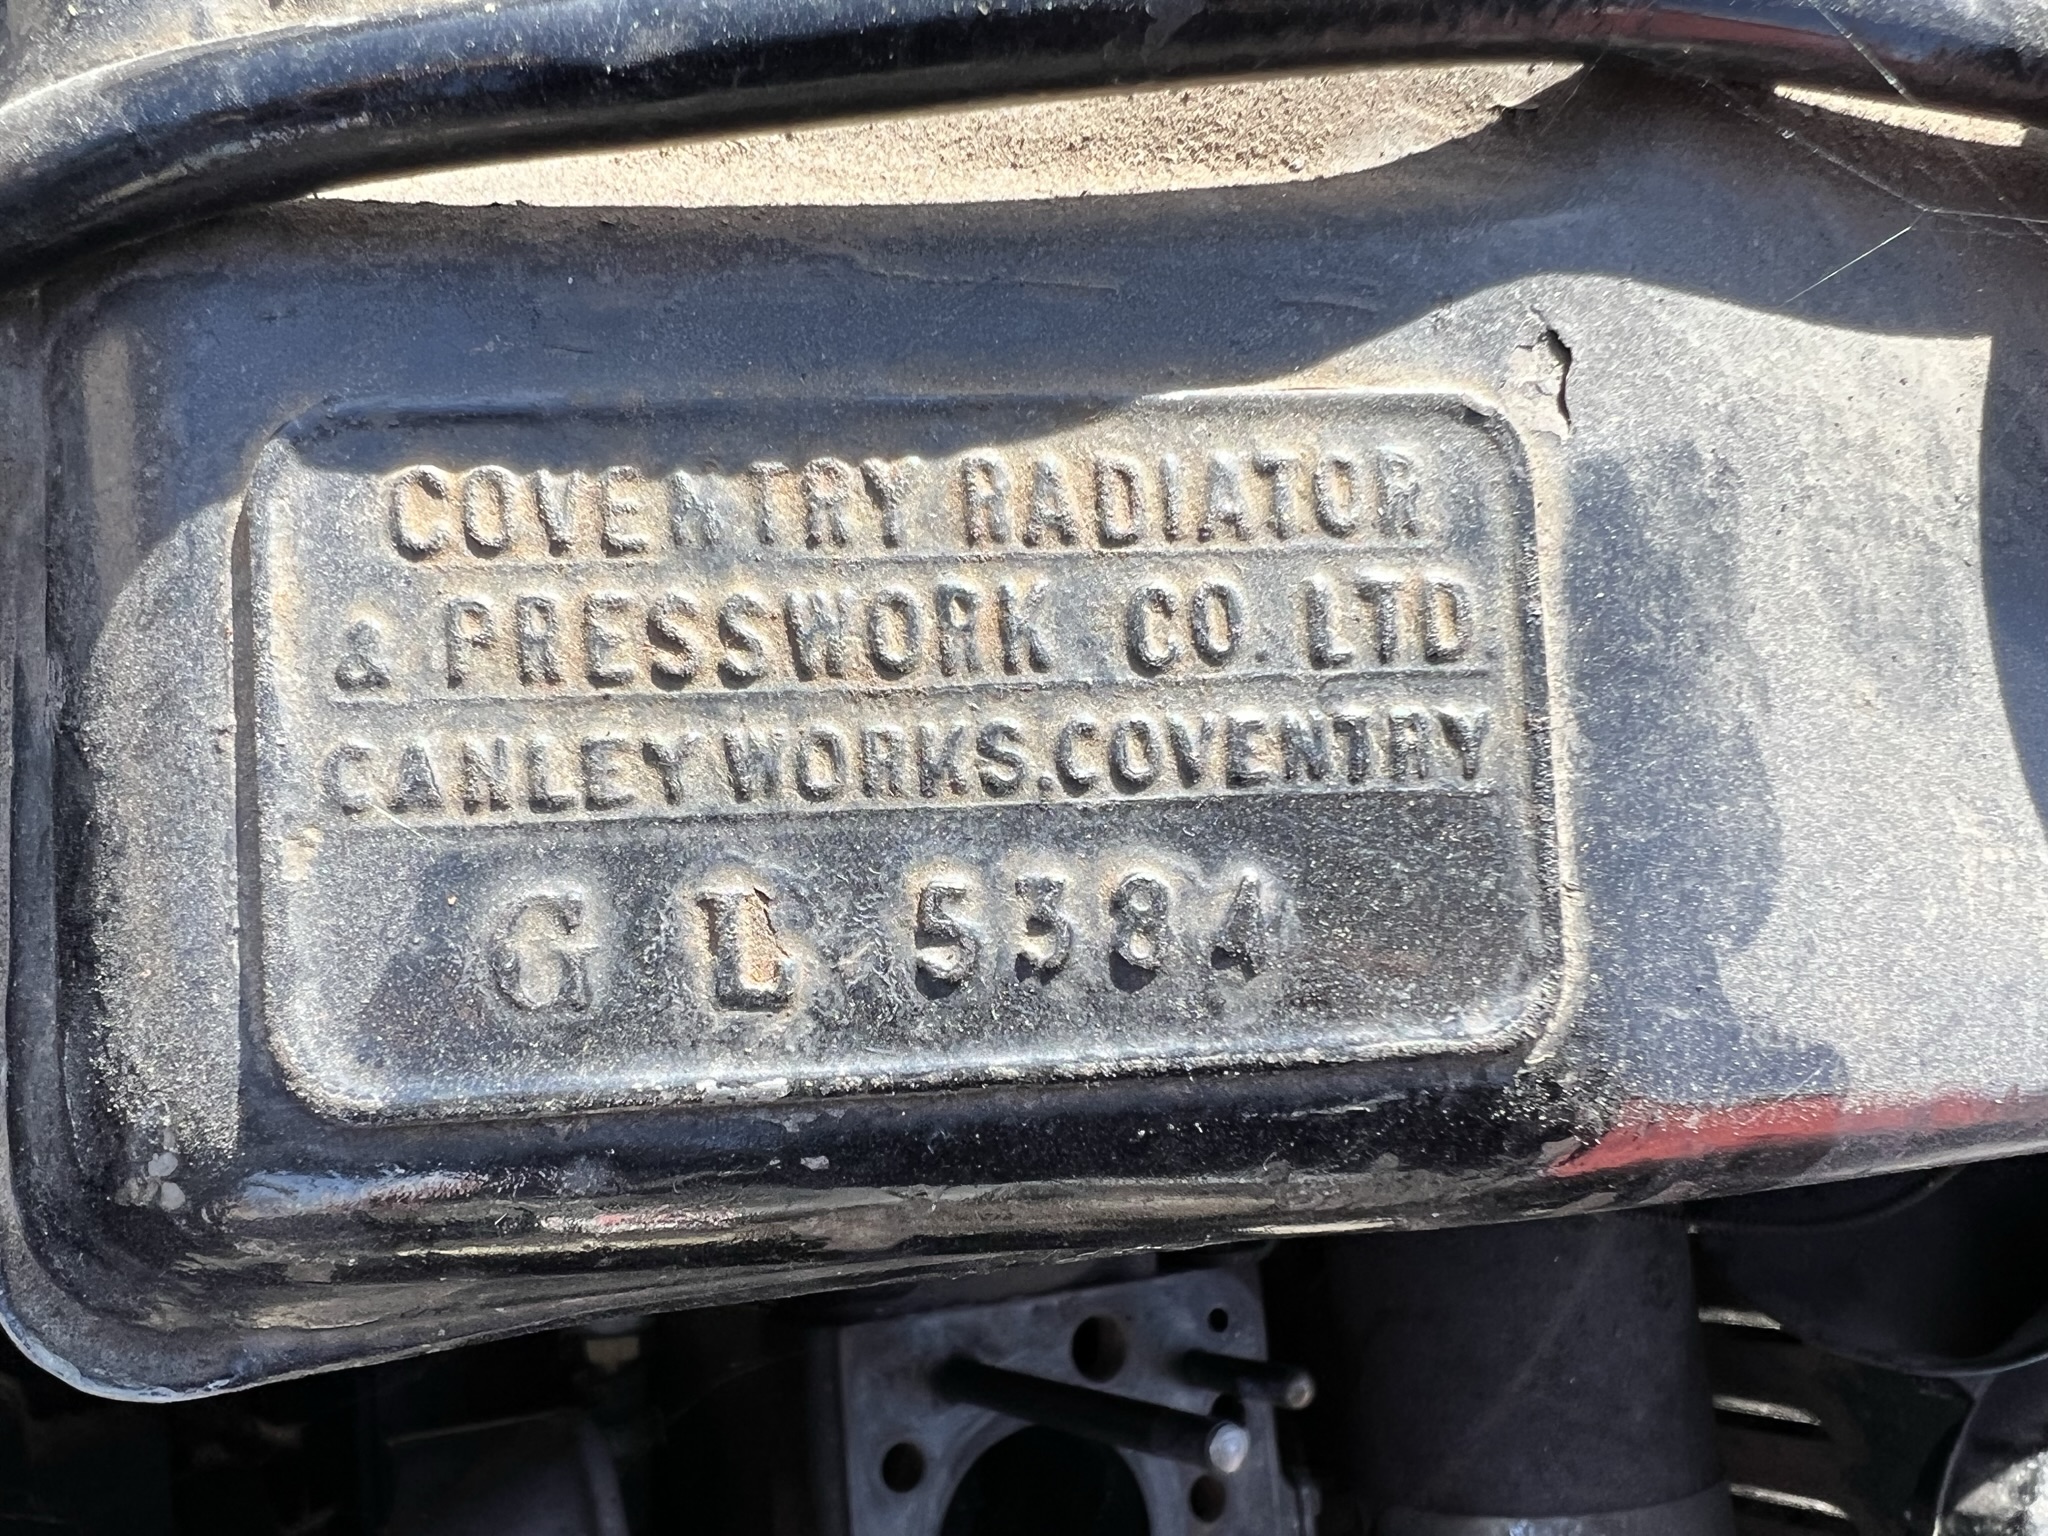 COVENTRY RADIATOR
& PRESSWORK CO. LTD.
CANLEY WORKS. COVENTRY
G L 5384